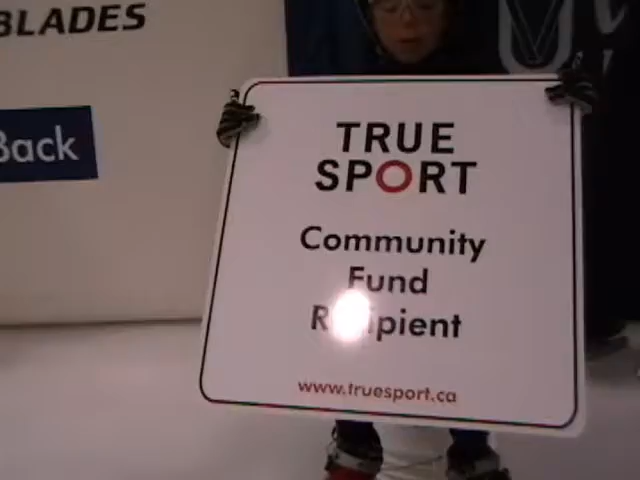 BLADES
Back
TRUE
SPORT
Community
Fund
Recipient
www.truesport.ca